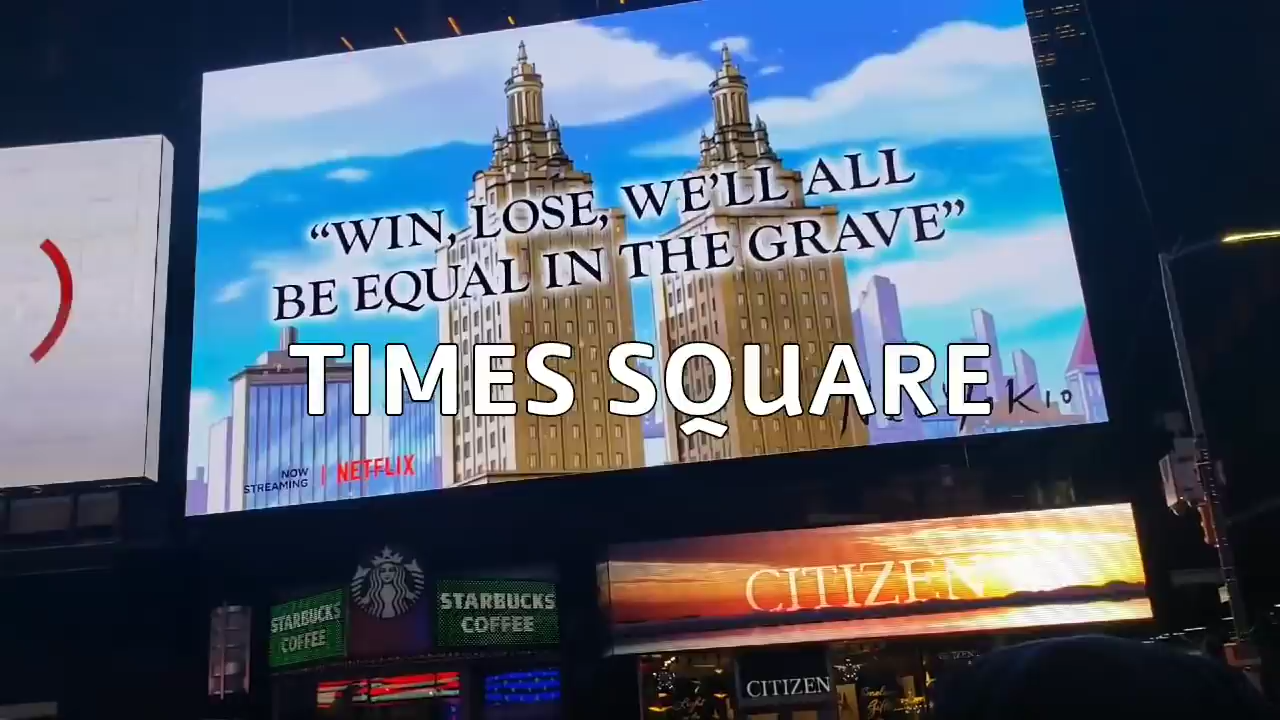 “WIN, LOSE, WE’LL ALL
BE EQUAL IN THE GRAVE”
TIMES SQUARE
NOW
STREAMING | NETFLIX
STARBUCKS
COFFEE
STARBUCKS
COFFEE
CITIZEN
CITIZEN